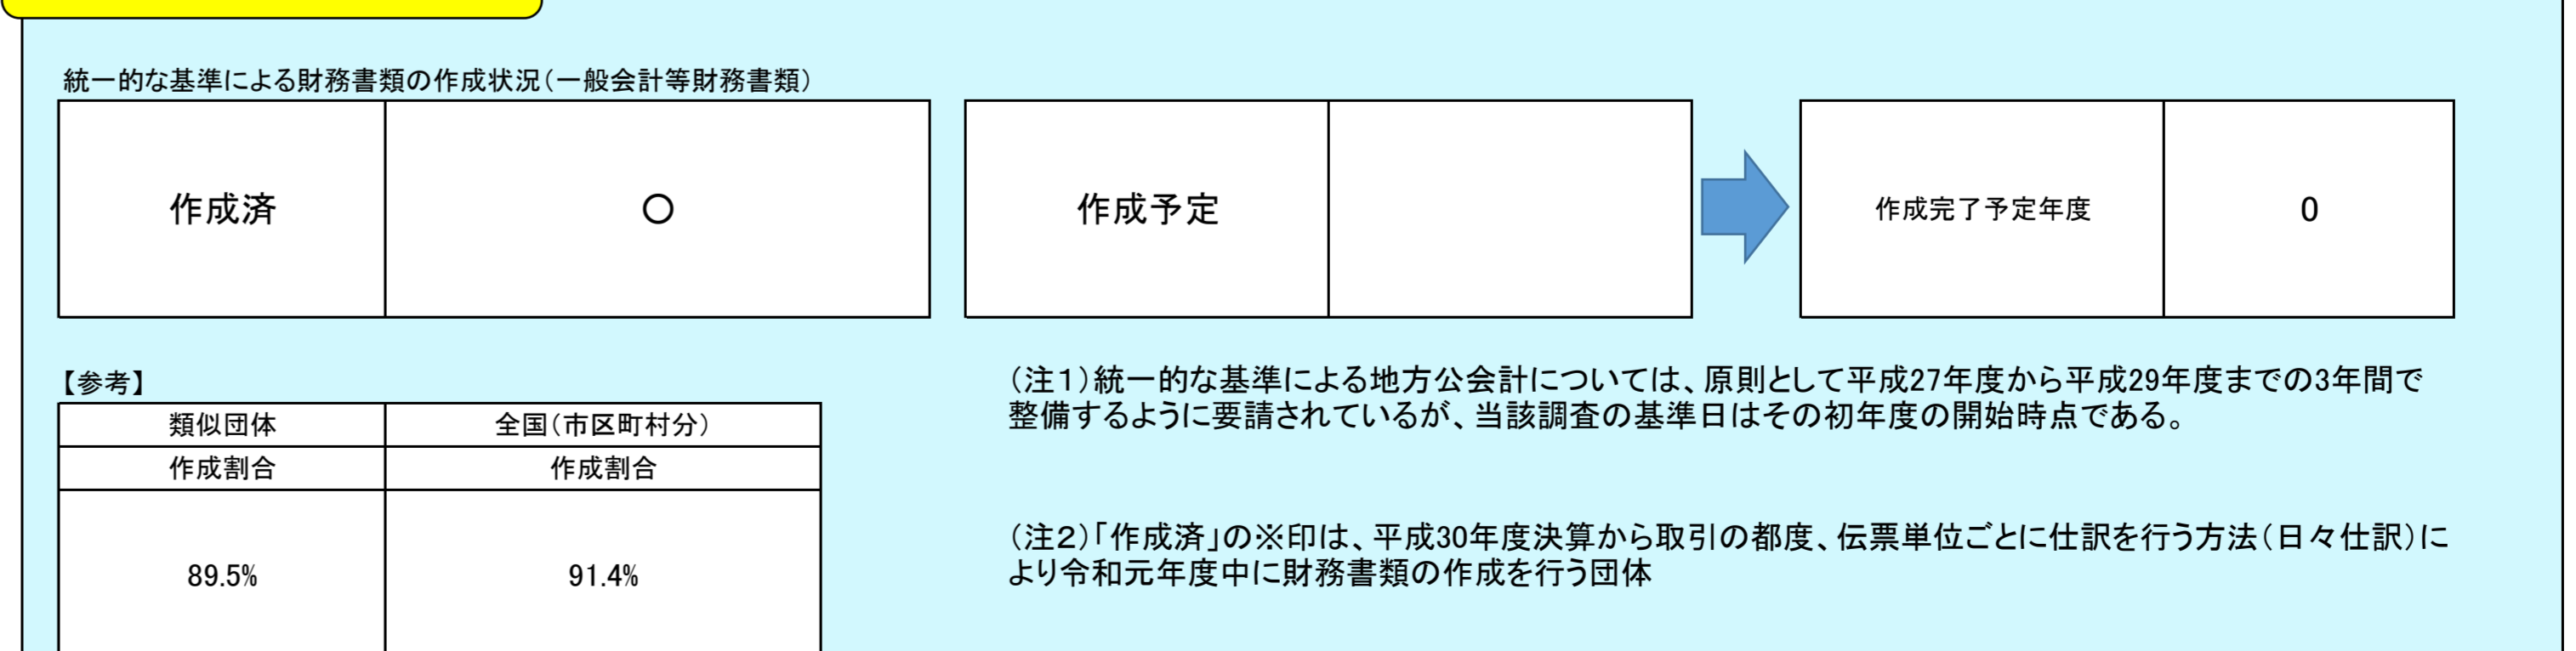 統一的な基準による財務書類の作成状況（一般会計等財務書類）
作成済
〇
作成予定
作成完了予定年度
0
【参考】
類似団体
全国（市区町村分）
作成割合
作成割合
89.5%
91.4%
（注１）統一的な基準による地方公会計については、原則として平成27年度から平成29年度までの3年間で
整備するように要請されているが、当該調査の基準日はその初年度の開始時点である。
（注２）「作成済」の※印は、平成30年度決算から取引の都度、伝票単位ごとに仕訳を行う方法（日々仕訳）に
より令和元年度中に財務書類の作成を行う団体